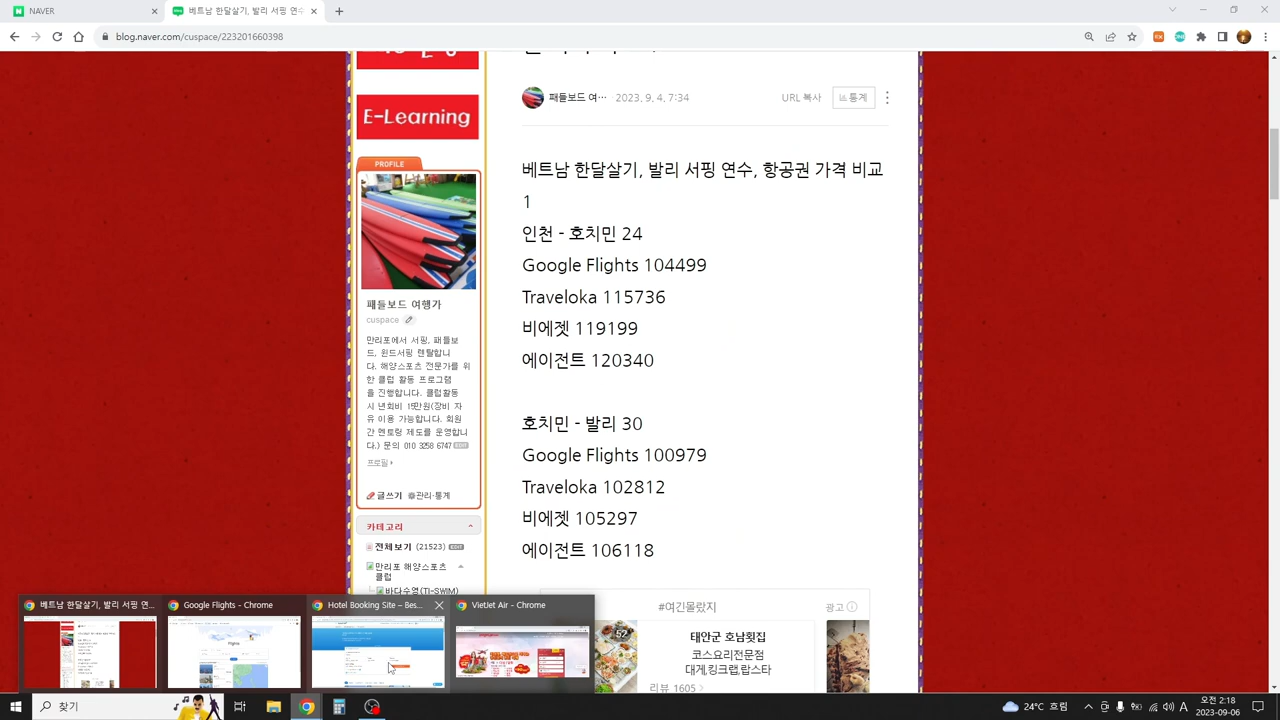 NAVER
베트남 한달살기, 발리 서핑 연수
blog.naver.com/cuspace/223201660398
E-Learning
PROFILE
패들보드 여행가
cuspace
만리포에서 서핑, 패들보
드, 윈드서핑 렌탈합니
다. 해양스포츠 전문가를 위
한 클럽 활동 프로그램
을 진행합니다. 클럽활동
시 년회비 15만원(장비 자
유 이용 가능합니다. 회원
간 멘토링 제도를 운영합니
다.) 문의 010 3258 6747 EDIT
프로필
글쓰기 관리·통계
카테고리
전체보기 (21523) EDIT
만리포 해양스포츠
클럽
바다수영(TI-SWIM)
패들보드 여… · 2023. 9. 4. 7:34
URL 복사 통계
베트남 한달살기, 발리 서핑 연수, 항공권 가격 비교
1
인천 - 호치민 24
Google Flights 104499
Traveloka 115736
비에젯 119199
에이전트 120340
호치민 - 발리 30
Google Flights 100979
Traveloka 102812
비에젯 105297
에이전트 106118
#여긴몰랐지
광고
태안군 호남횟집
코스요리전문점
대게,킹크랩,랍스타
리뷰 1605
베트남 한달살기, 발리 서핑 연...
Google Flights - Chrome
Hotel Booking Site – Bes...
VietJet Air - Chrome
찾기
24°C 흐림
A
오전 2:18
2023-09-06